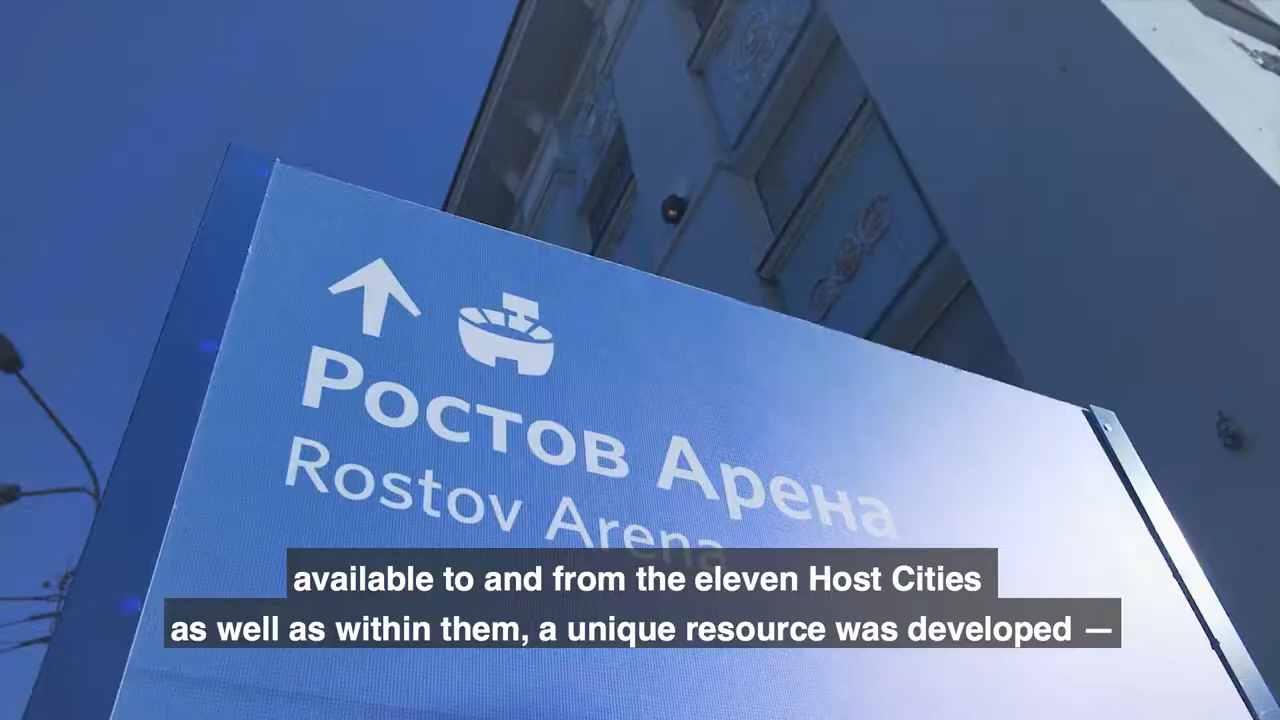 Ростов Арена
Rostov Arena
available to and from the eleven Host Cities
as well as within them, a unique resource was developed —